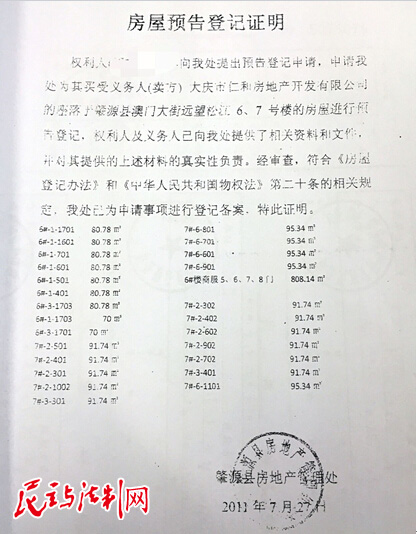 房屋预告登记证明
权利人 向我处提出预告登记申请，申请我
处为其买受义务人(卖方) 大庆市仁和房地产开发有限公司
的座落于肇源县澳门大街远望松江 6、7 号楼的房屋进行预
告登记，权利人及义务人已向我处提供了相关资料和文件，
并对其提供的上述材料的真实性负责。经审查，符合《房屋
登记办法》和《中华人民共和国物权法》第二十条的相关规
定，我处已为申请事项进行登记备案，特此证明。
6#-1-1701 80.78 ㎡ 7#-6-801 95.34 ㎡
6#-1-1601 80.78 ㎡ 7#-6-701 95.34 ㎡
6#-1-701 80.78 ㎡ 7#-6-601 95.34 ㎡
6#-1-601 80.78 ㎡ 7#-6-901 95.34 ㎡
6#-1-501 80.78 ㎡ 6#楼商服 5、6、7、8 门 808.14 ㎡
6#-1-401 80.78 ㎡
6#-3-1703 80.78 ㎡ 7#-2-302 91.74 ㎡
6#-1-1703 70 ㎡ 7#-2-402 91.74 ㎡
6#-3-1701 70 ㎡ 7#-2-602 91.74 ㎡
7#-2-501 91.74 ㎡ 7#-2-902 91.74 ㎡
7#-2-401 91.74 ㎡ 7#-2-702 91.74 ㎡
7#-2-301 91.74 ㎡ 7#-3-401 91.74 ㎡
7#-2-1002 91.74 ㎡ 7#-6-1101 95.34 ㎡
7#-3-301 91.74 ㎡
肇源县房地产管理处
肇源县房地产管理处
2011 年 7 月 27 日
民主与法制网